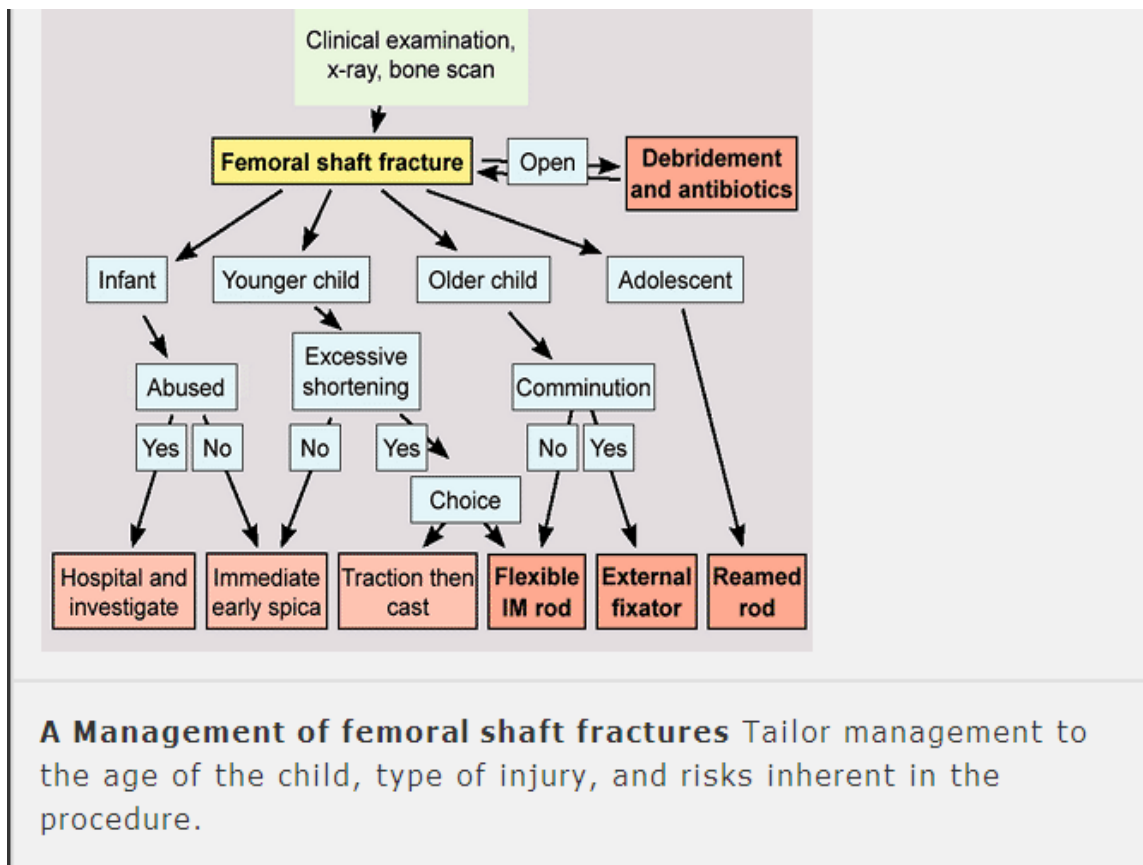 Clinical examination,
x-ray, bone scan
Femoral shaft fracture
Open
Debridement
and antibiotics
Infant
Younger child
Older child
Adolescent
Abused
Excessive
shortening
Comminution
Yes
No
No
Yes
No
Yes
Choice
Hospital and
investigate
Immediate
early spica
Traction then
cast
Flexible
IM rod
External
fixator
Reamed
rod
A Management of femoral shaft fractures Tailor management to
the age of the child, type of injury, and risks inherent in the
procedure.